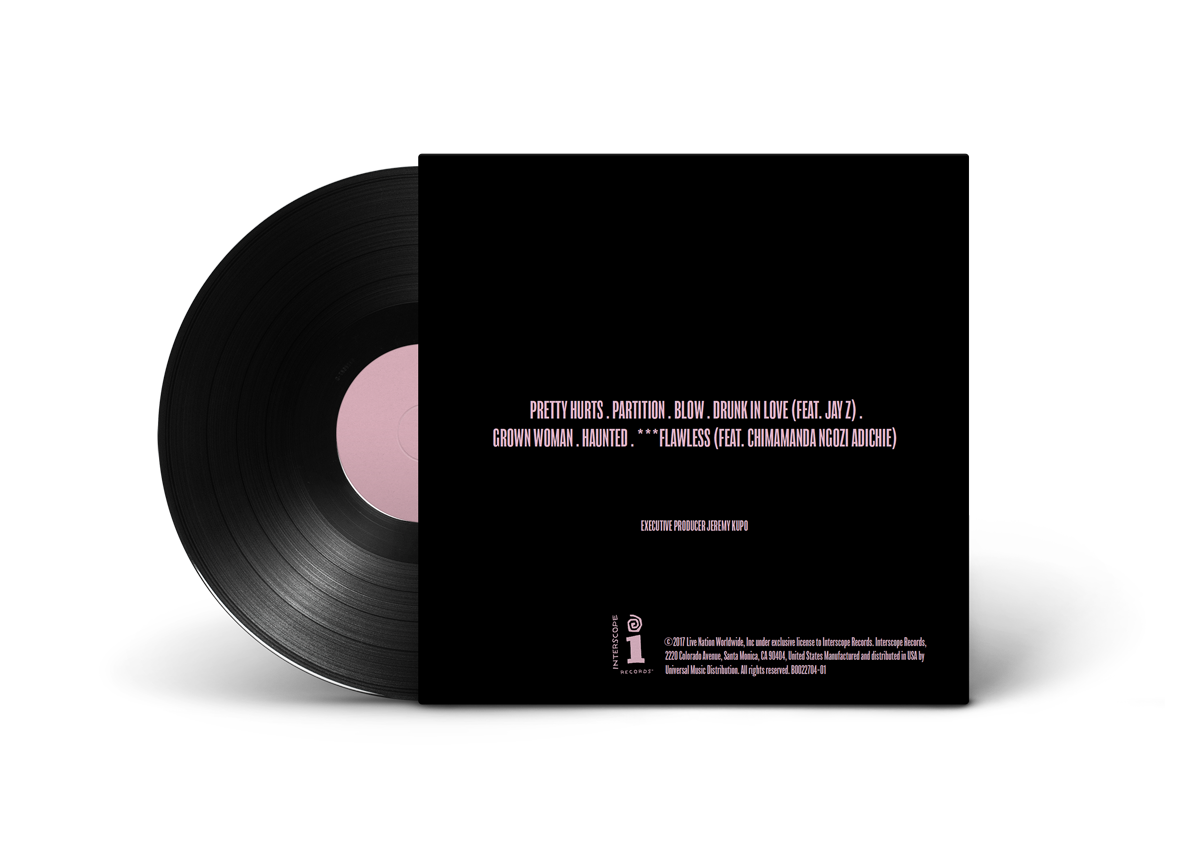 PRETTY HURTS . PARTITION . BLOW . DRUNK IN LOVE (FEAT. JAY Z) .
GROWN WOMAN . HAUNTED . ***FLAWLESS (FEAT. CHIMAMANDA NGOZI ADICHIE)
EXECUTIVE PRODUCER JEREMY KUPO
INTERSCOPE
i
RECORDS
©2017 Live Nation Worldwide, Inc under exclusive license to Interscope Records. Interscope Records,
2220 Colorado Avenue, Santa Monica, CA 90404, United States Manufactured and distributed in USA by
Universal Music Distribution. All rights reserved. B0022704-01